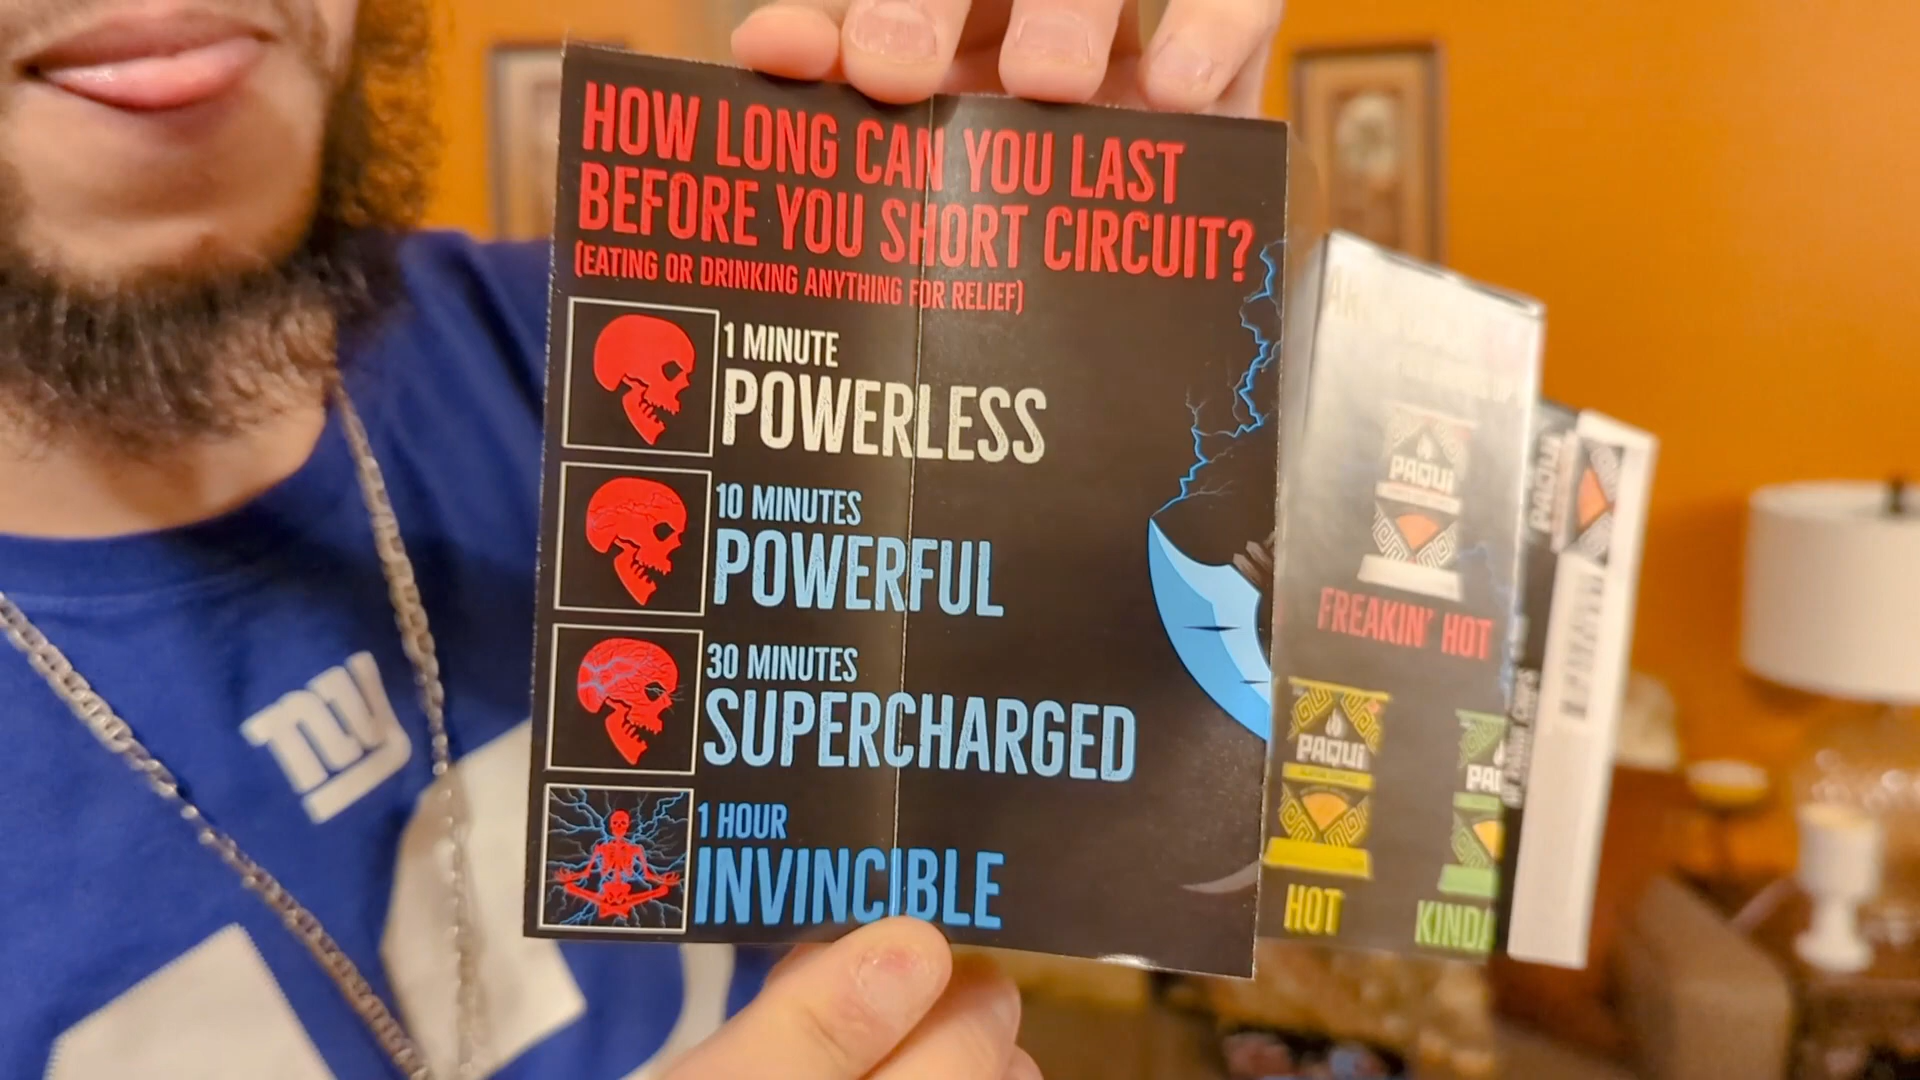 HOW LONG CAN YOU LAST
BEFORE YOU SHORT CIRCUIT?
(EATING OR DRINKING ANYTHING FOR RELIEF)
1 MINUTE
POWERLESS
10 MINUTES
POWERFUL
30 MINUTES
SUPERCHARGED
1 HOUR
INVINCIBLE
ny
PAQUI
FREAKIN' HOT
PAQUI
HOT
PAQ
KINDA
PAQUI